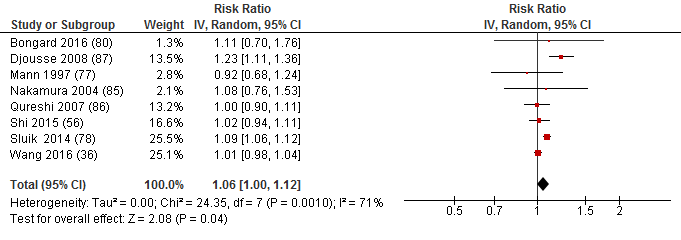 Risk Ratio Risk Ratio
Study or Subgroup Weight IV, Random, 95% CI IV, Random, 95% CI
Bongard 2016 (80) 1.3% 1.11 [0.70, 1.76]
Djousse 2008 (87) 13.5% 1.23 [1.11, 1.36]
Mann 1997 (77) 2.8% 0.92 [0.68, 1.24]
Nakamura 2004 (85) 2.1% 1.08 [0.76, 1.53]
Qureshi 2007 (86) 13.2% 1.00 [0.90, 1.11]
Shi 2015 (56) 16.6% 1.02 [0.94, 1.11]
Sluik 2014 (78) 25.5% 1.09 [1.06, 1.12]
Wang 2016 (36) 25.1% 1.01 [0.98, 1.04]
Total (95% CI) 100.0% 1.06 [1.00, 1.12]
Heterogeneity: Tau² = 0.00; Chi² = 24.35, df = 7 (P = 0.0010); I² = 71%
Test for overall effect: Z = 2.08 (P = 0.04)
0.5 0.7 1 1.5 2